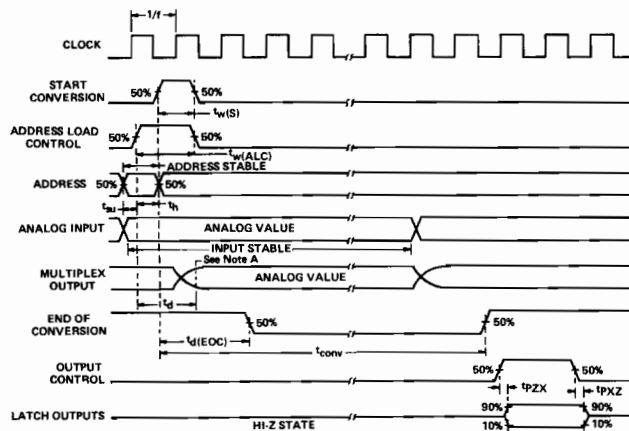 1/f
CLOCK
START
CONVERSION
50%
50%
tw(S)
ADDRESS LOAD
CONTROL
50%
50%
tw(ALC)
ADDRESS STABLE
ADDRESS
50%
50%
tsu
th
ANALOG INPUT
ANALOG VALUE
INPUT STABLE
See Note A
MULTIPLEX
OUTPUT
ANALOG VALUE
td
END OF
CONVERSION
50%
50%
td(EOC)
tconv
OUTPUT
CONTROL
50%
50%
tPZX
tPXZ
LATCH OUTPUTS
HI-Z STATE
90%
90%
10%
10%